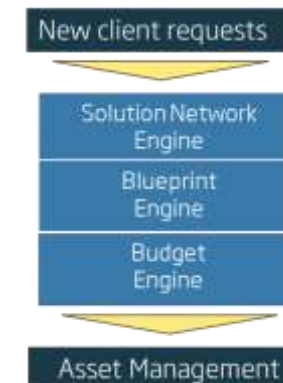 New client requests
Solution Network
Engine
Blueprint
Engine
Budget
Engine
Asset Management